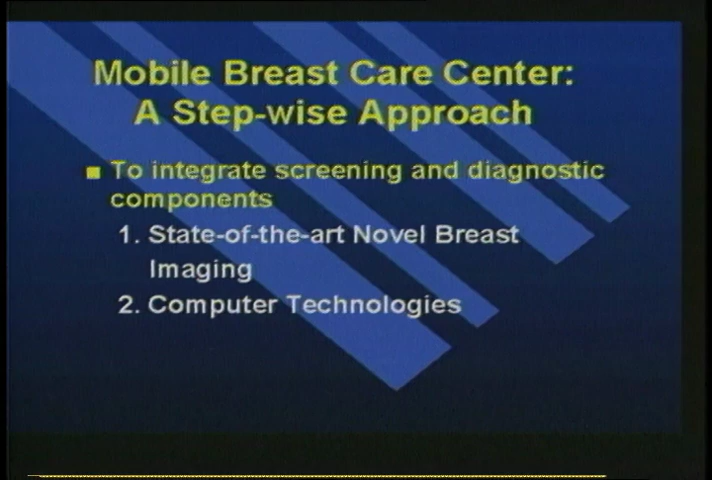 Mobile Breast Care Center:
A Step-wise Approach
To integrate screening and diagnostic
components
1. State-of-the-art Novel Breast
Imaging
2. Computer Technologies